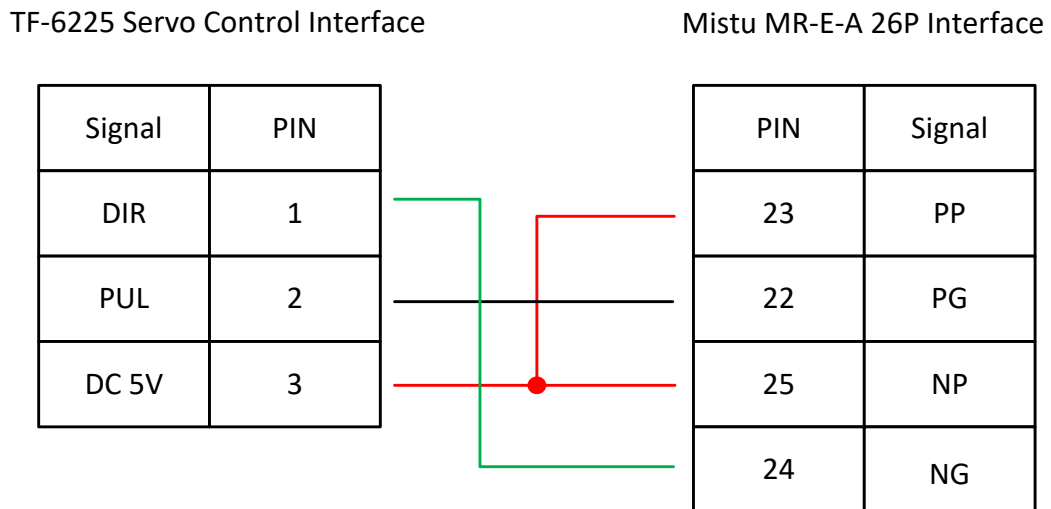 TF-6225 Servo Control Interface
Mistu MR-E-A 26P Interface
Signal PIN
DIR 1
PUL 2
DC 5V 3
PIN Signal
23 PP
22 PG
25 NP
24 NG